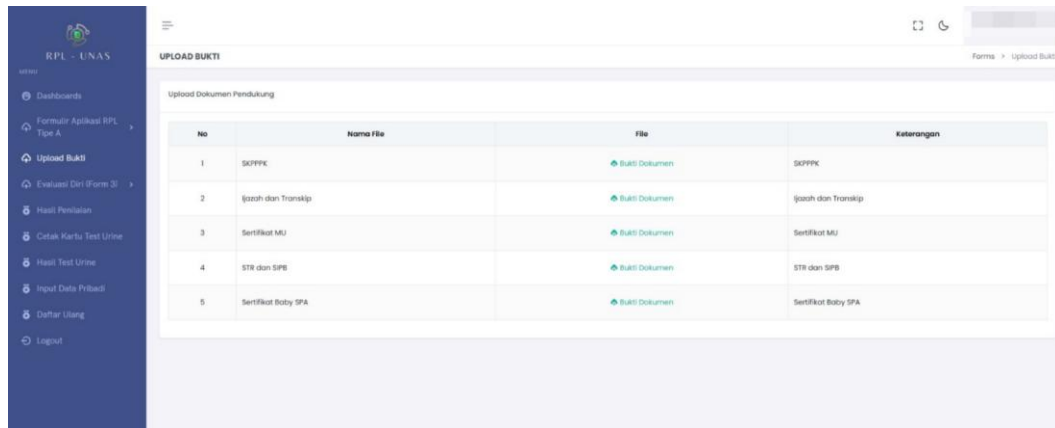 RPL - UNAS
MENU
Dashboards
Formulir Aplikasi RPL
Tipe A
Upload Bukti
Evaluasi Diri (Form 3)
Hasil Penilaian
Cetak Kartu Test Urine
Hasil Test Urine
Input Data Pribadi
Daftar Ulang
Logout
UPLOAD BUKTI
Forms > Upload Bukti
Upload Dokumen Pendukung
No Nama File File Keterangan
1 SKPPPK Bukti Dokumen SKPPPK
2 Ijazah dan Transkip Bukti Dokumen Ijazah dan Transkip
3 Sertifikat MU Bukti Dokumen Sertifikat MU
4 STR dan SIPB Bukti Dokumen STR dan SIPB
5 Sertifikat Baby SPA Bukti Dokumen Sertifikat Baby SPA